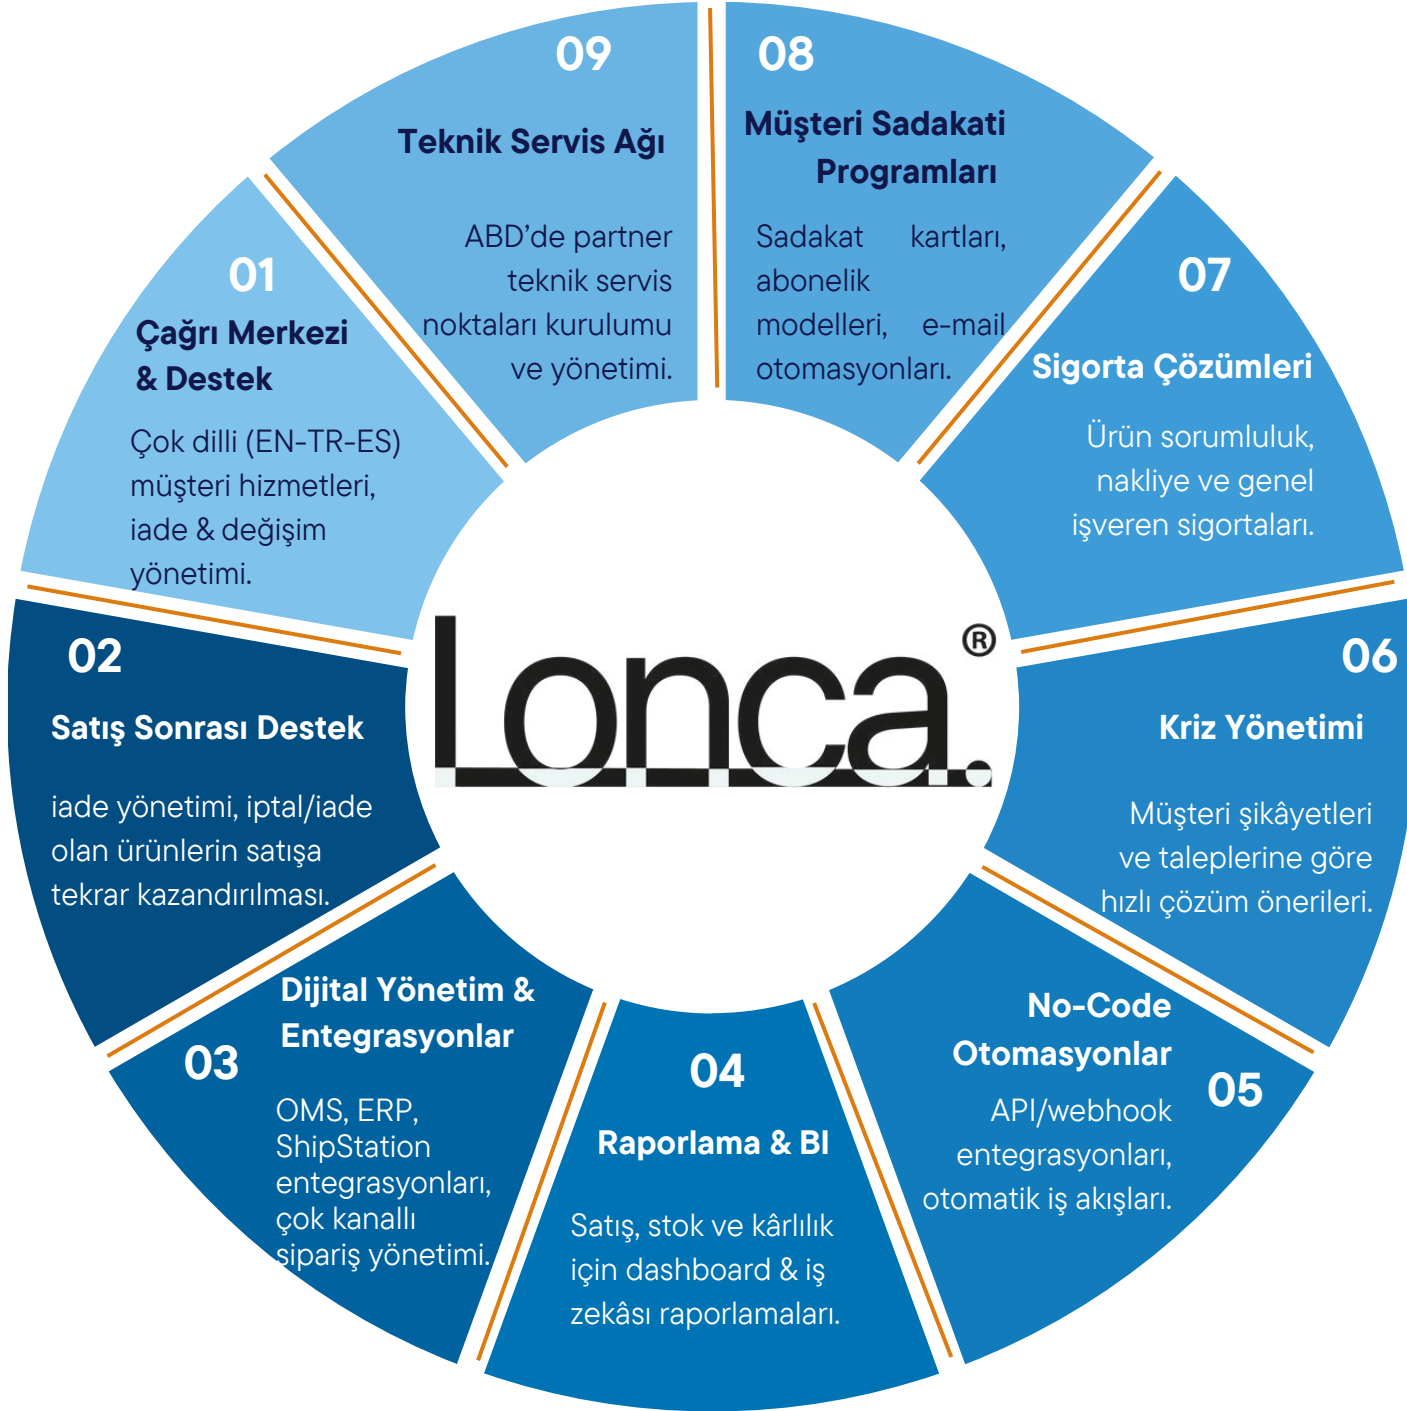 01
Çağrı Merkezi
& Destek
Çok dilli (EN-TR-ES)
müşteri hizmetleri,
iade & değişim
yönetimi.
02
Satış Sonrası Destek
iade yönetimi, iptal/iade
olan ürünlerin satışa
tekrar kazandırılması.
03
Dijital Yönetim &
Entegrasyonlar
OMS, ERP,
ShipStation
entegrasyonları,
çok kanallı
sipariş yönetimi.
04
Raporlama & BI
Satış, stok ve kârlılık
için dashboard & iş
zekâsı raporlamaları.
05
No-Code
Otomasyonlar
API/webhook
entegrasyonları,
otomatik iş akışları.
06
Kriz Yönetimi
Müşteri şikâyetleri
ve taleplerine göre
hızlı çözüm önerileri.
07
Sigorta Çözümleri
Ürün sorumluluk,
nakliye ve genel
işveren sigortaları.
08
Müşteri Sadakati
Programları
Sadakat kartları,
abonelik
modelleri, e-mail
otomasyonları.
09
Teknik Servis Ağı
ABD’de partner
teknik servis
noktaları kurulumu
ve yönetimi.
Lonca.®